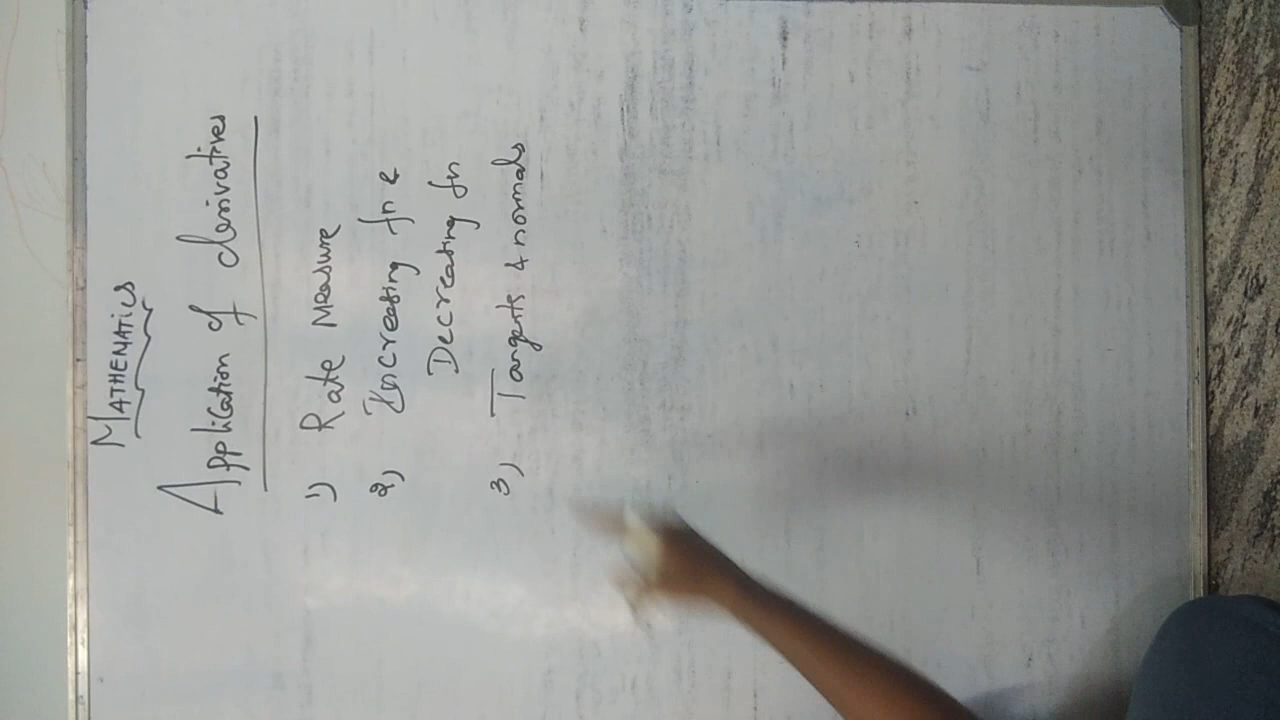 MATHEMATICS
Application of derivatives
1) Rate Measure
2) Increasing fn &
Decreasing fn
3) Tangents & normals